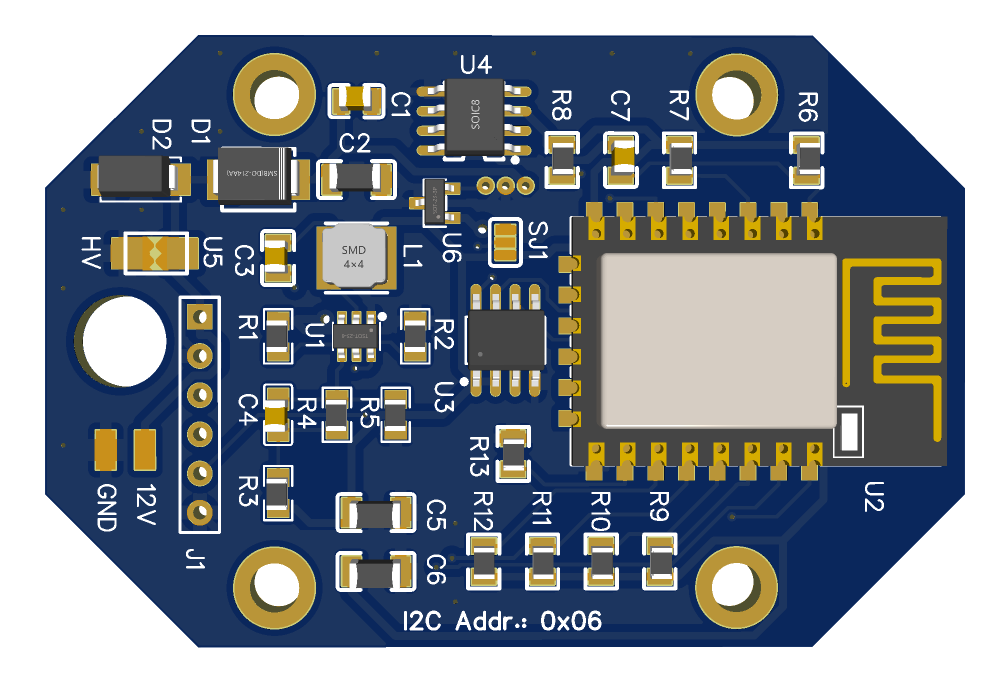 U4
C1
R8
C7
R7
R6
SOIC8
D2
D1
C2
SMB(DO-214AA)
U6
SJ1
HV
U5
C3
SMD
4×4
L1
R1
U1
R2
U3
C4
R4
R5
R13
R3
GND
12V
J1
C5
C6
R12
R11
R10
R9
U2
I2C Addr.: 0x06